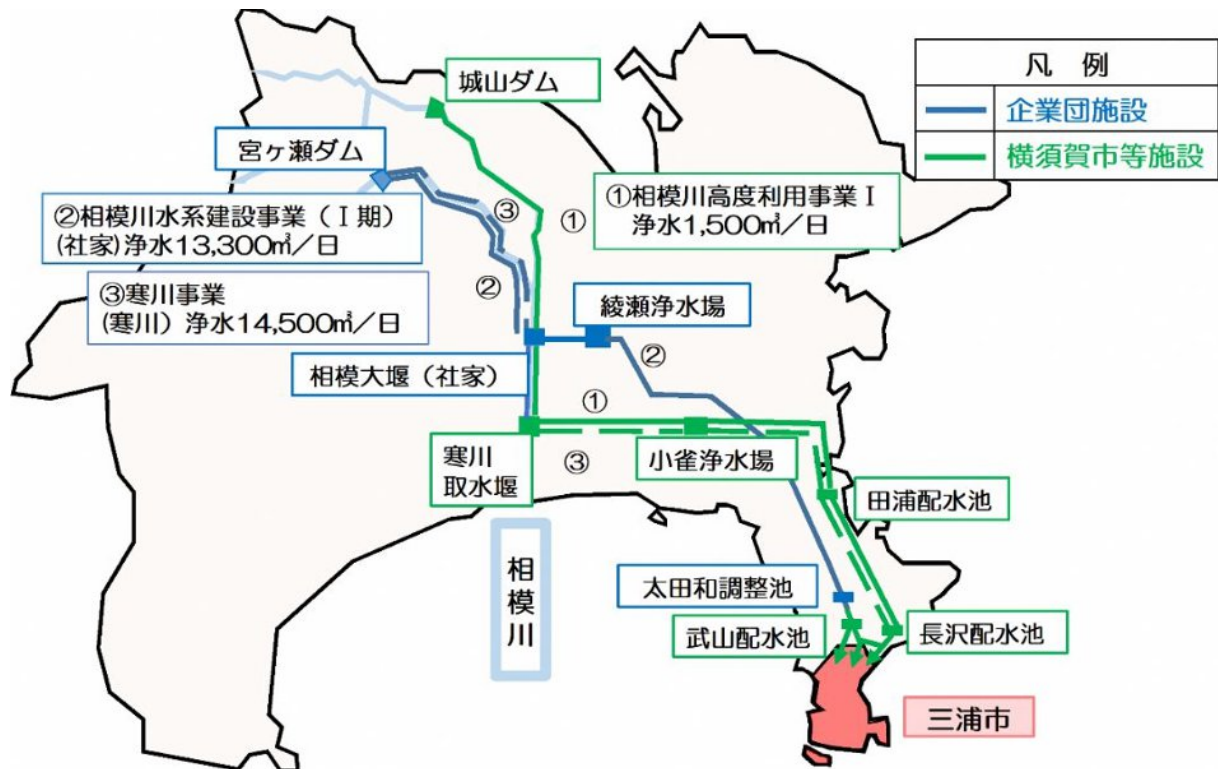 城山ダム
凡 例
企業団施設
横須賀市等施設
宮ヶ瀬ダム
①相模川高度利用事業Ⅰ
浄水1,500㎥/日
②相模川水系建設事業(Ⅰ期)
(社家)浄水13,300㎥/日
③寒川事業
(寒川)浄水14,500㎥/日
③
①
②
綾瀬浄水場
②
相模大堰(社家)
①
寒川
取水堰
③
小雀浄水場
田浦配水池
相模川
太田和調整池
武山配水池
長沢配水池
三浦市